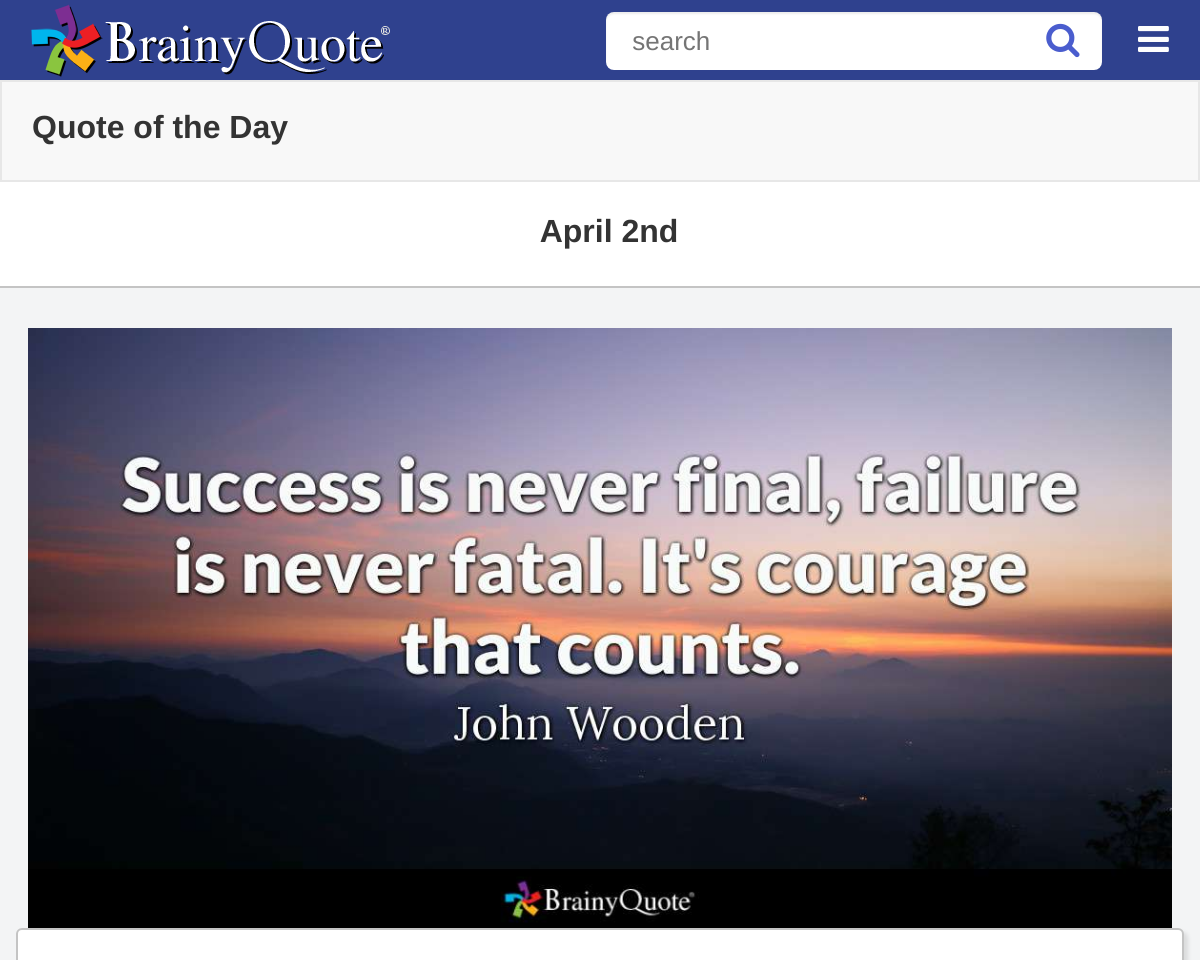 BrainyQuote®
search
Quote of the Day
April 2nd
Success is never final, failure
is never fatal. It's courage
that counts.
John Wooden
BrainyQuote®